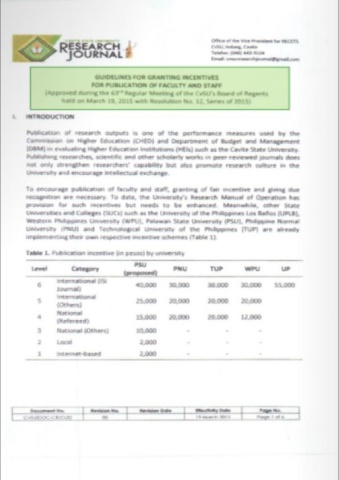 RESEARCH
JOURNAL
Office of the Vice President for RECETS
CvSU, Indang, Cavite
Telefax: (046)
Email:
GUIDELINES FOR GRANTING INCENTIVES
FOR PUBLICATION OF FACULTY AND STAFF
(Approved during the 63rd Regular Meeting of the CvSU's Board of Regents
held on March 19, 2015 with Resolution No. 12, Series of 2015)
I. INTRODUCTION
Publication of research outputs is one of the performance measures used by the
Commission on Higher Education (CHED) and Department of Budget and Management
(DBM) in evaluating Higher Education Institutions (HEIs) such as the Cavite State University.
Publishing researches, scientific and other scholarly works in peer-reviewed journals does
not only strengthen researchers' capability but also promote research culture in the
University and encourage intellectual exchange.
To encourage publication of faculty and staff, granting of fair incentive and giving due
recognition are necessary. To date, the University's Research Manual of Operation has
provision for such incentives but needs to be enhanced. Meanwhile, other State
Universities and Colleges (SUCs) such as the University of the Philippines Los Baños (UPLB),
Western Philippines University (WPU), Palawan State University (PSU), Philippine Normal
University (PNU) and Technological University of the Philippines (TUP) are already
implementing their own respective incentive schemes (Table 1).
Table 1. Publication incentive (in pesos) by university
Level Category PSU (proposed) PNU TUP WPU UP
6 International (ISI Journal) 40,000 30,000 30,000 30,000 55,000
5 International (Others) 25,000 20,000 20,000 20,000
4 National (Refereed) 15,000 20,000 20,000 12,000
3 National (Others) 10,000 - - -
2 Local 2,000 - - -
1 Internet-based 2,000 - - -
Document No. Revision No. Revision Date Effectivity Date Page No.
00 19 March 2015 Page 1 of 6